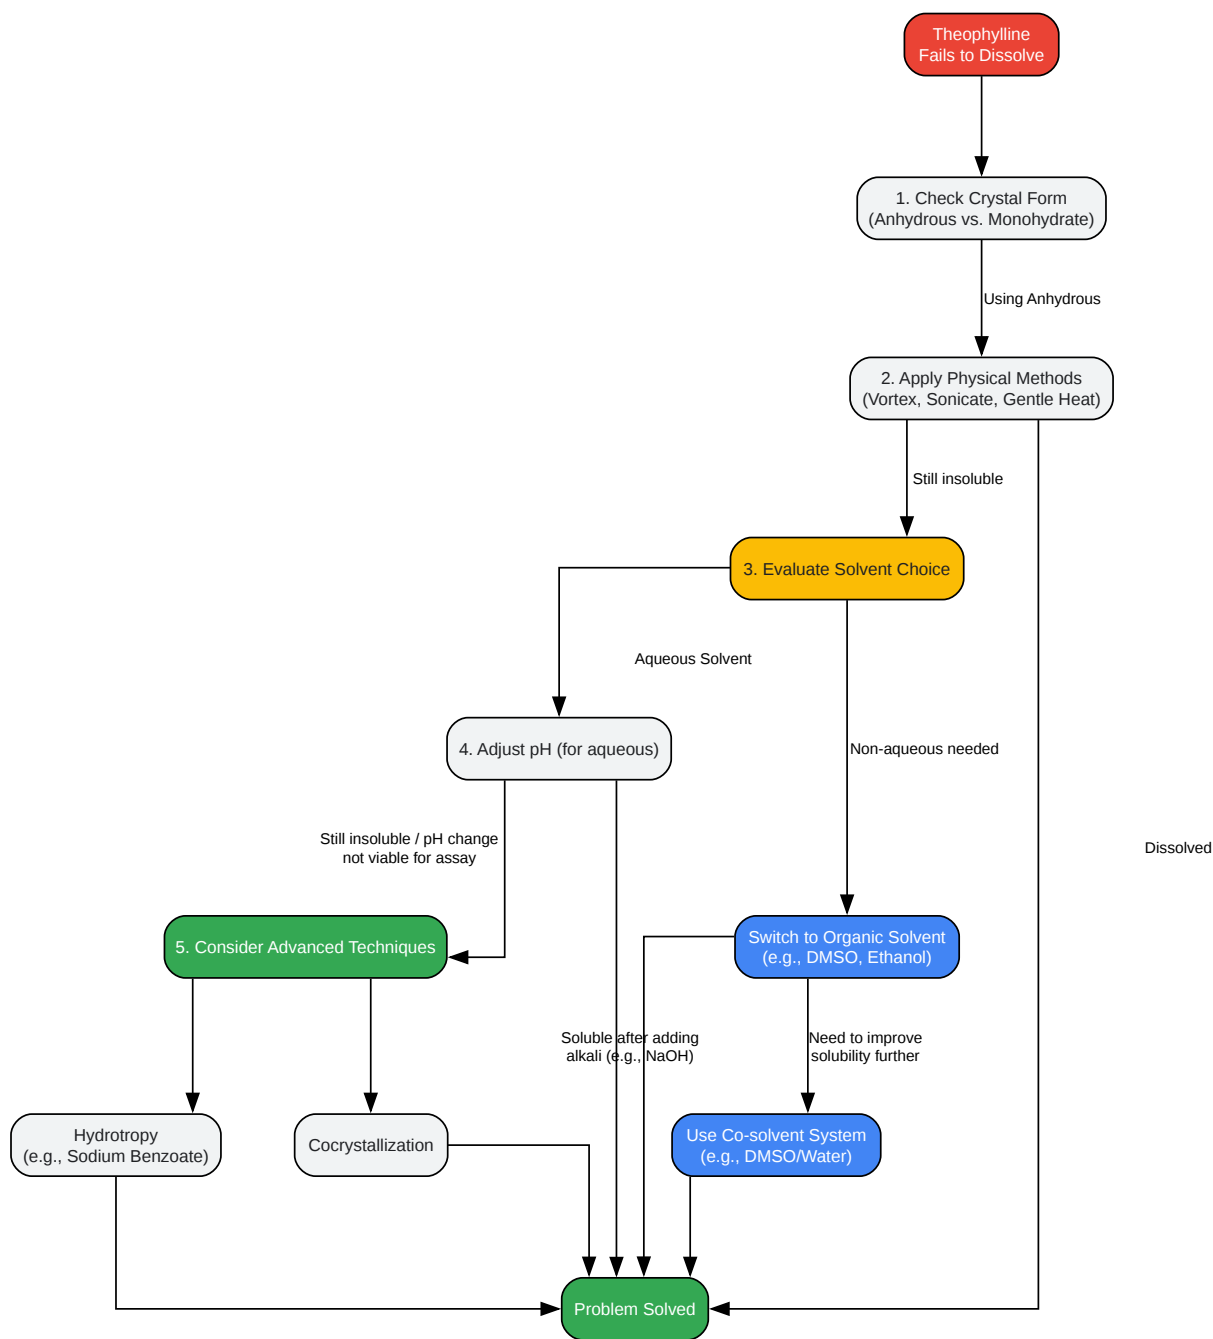 Theophylline
Fails to Dissolve
1. Check Crystal Form
(Anhydrous vs. Monohydrate)
Using Anhydrous
2. Apply Physical Methods
(Vortex, Sonicate, Gentle Heat)
Still insoluble
3. Evaluate Solvent Choice
Aqueous Solvent
4. Adjust pH (for aqueous)
Non-aqueous needed
Still insoluble / pH change
not viable for assay
Dissolved
5. Consider Advanced Techniques
Switch to Organic Solvent
(e.g., DMSO, Ethanol)
Soluble after adding
alkali (e.g., NaOH)
Need to improve
solubility further
Hydrotropy
(e.g., Sodium Benzoate)
Cocrystallization
Use Co-solvent System
(e.g., DMSO/Water)
Problem Solved